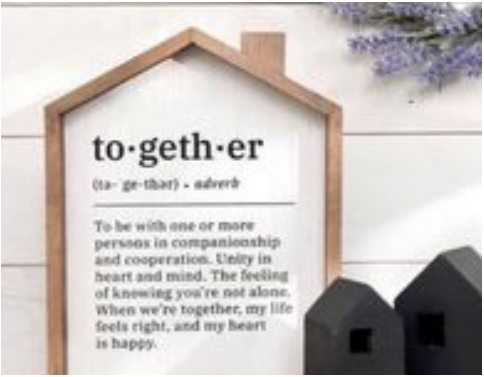 to·geth·er
(tə- ge-thər) • adverb
To be with one or more
persons in companionship
and cooperation. Unity in
heart and mind. The feeling
of knowing you're not alone.
When we're together, my life
feels right, and my heart
is happy.